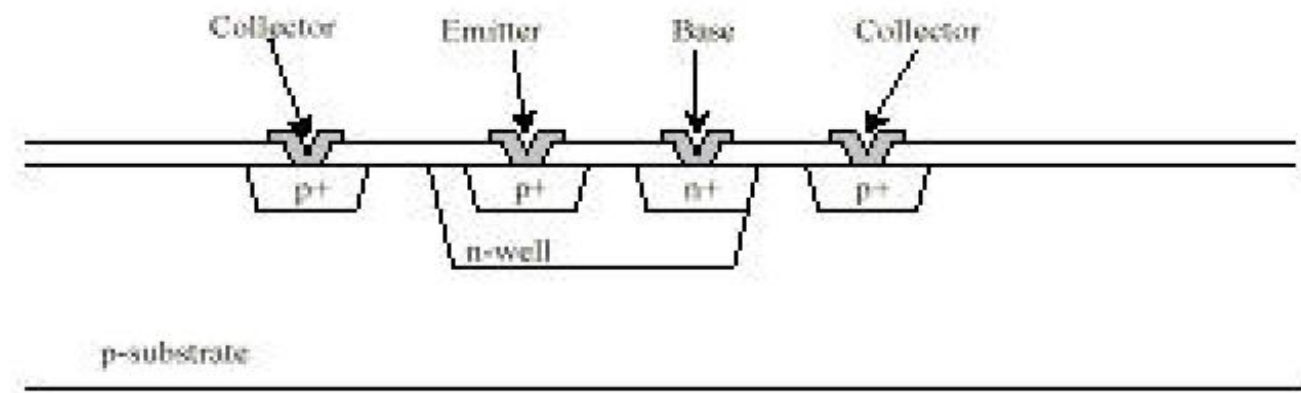 Collector Emitter Base Collector
p+ p+ n+ p+
n-well
p-substrate